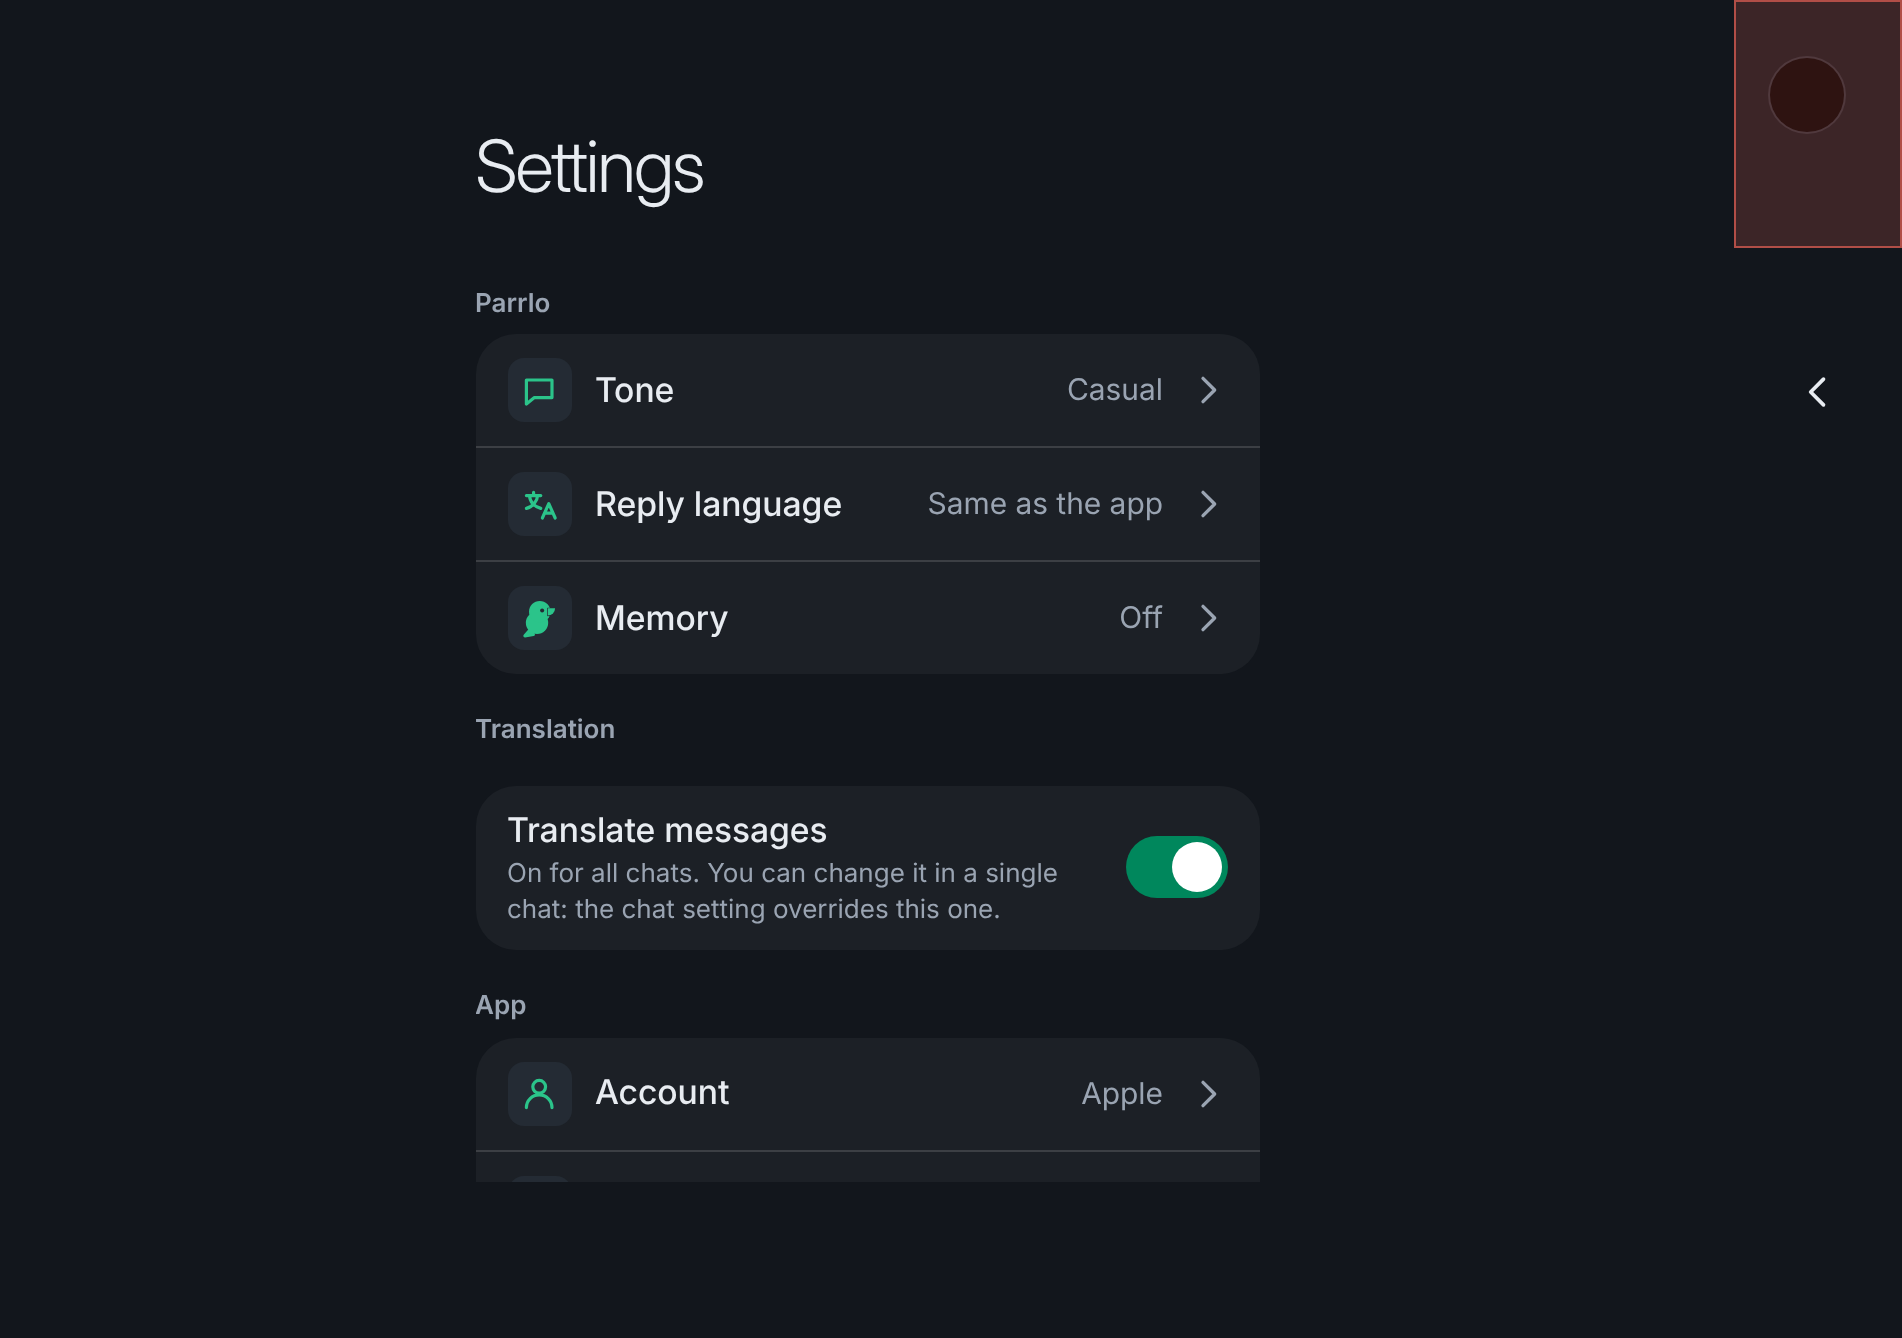 Settings
Parrlo
Tone
Casual
Reply language
Same as the app
Memory
Off
Translation
Translate messages
On for all chats. You can change it in a single
chat: the chat setting overrides this one.
App
Account
Apple